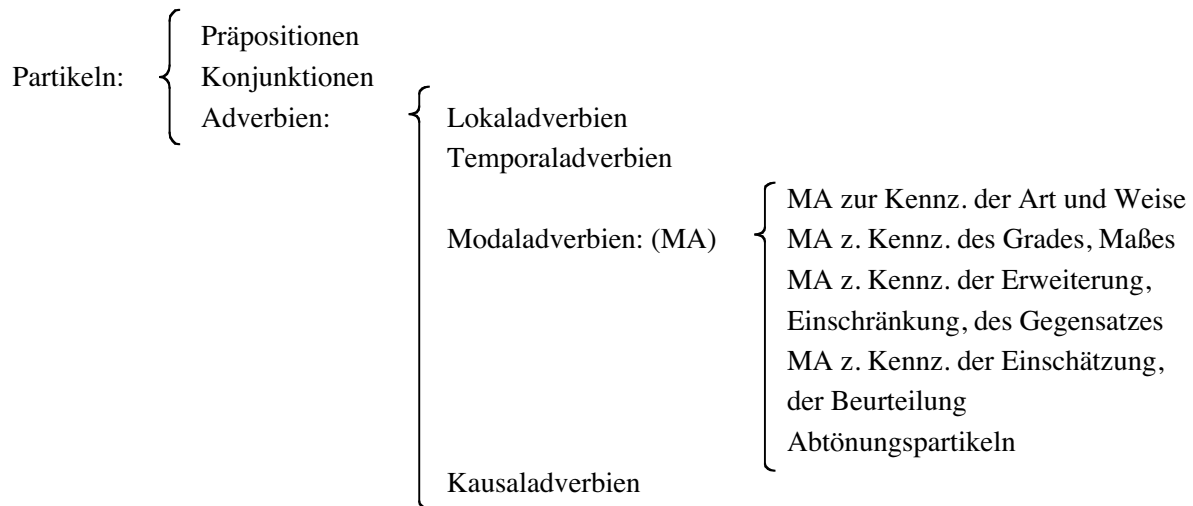 Präpositionen
Partikeln: Konjunktionen
Adverbien: Lokaladverbien
Temporaladverbien
MA zur Kennz. der Art und Weise
Modaladverbien: (MA) MA z. Kennz. des Grades, Maßes
MA z. Kennz. der Erweiterung,
Einschränkung, des Gegensatzes
MA z. Kennz. der Einschätzung,
der Beurteilung
Abtönungspartikeln
Kausaladverbien